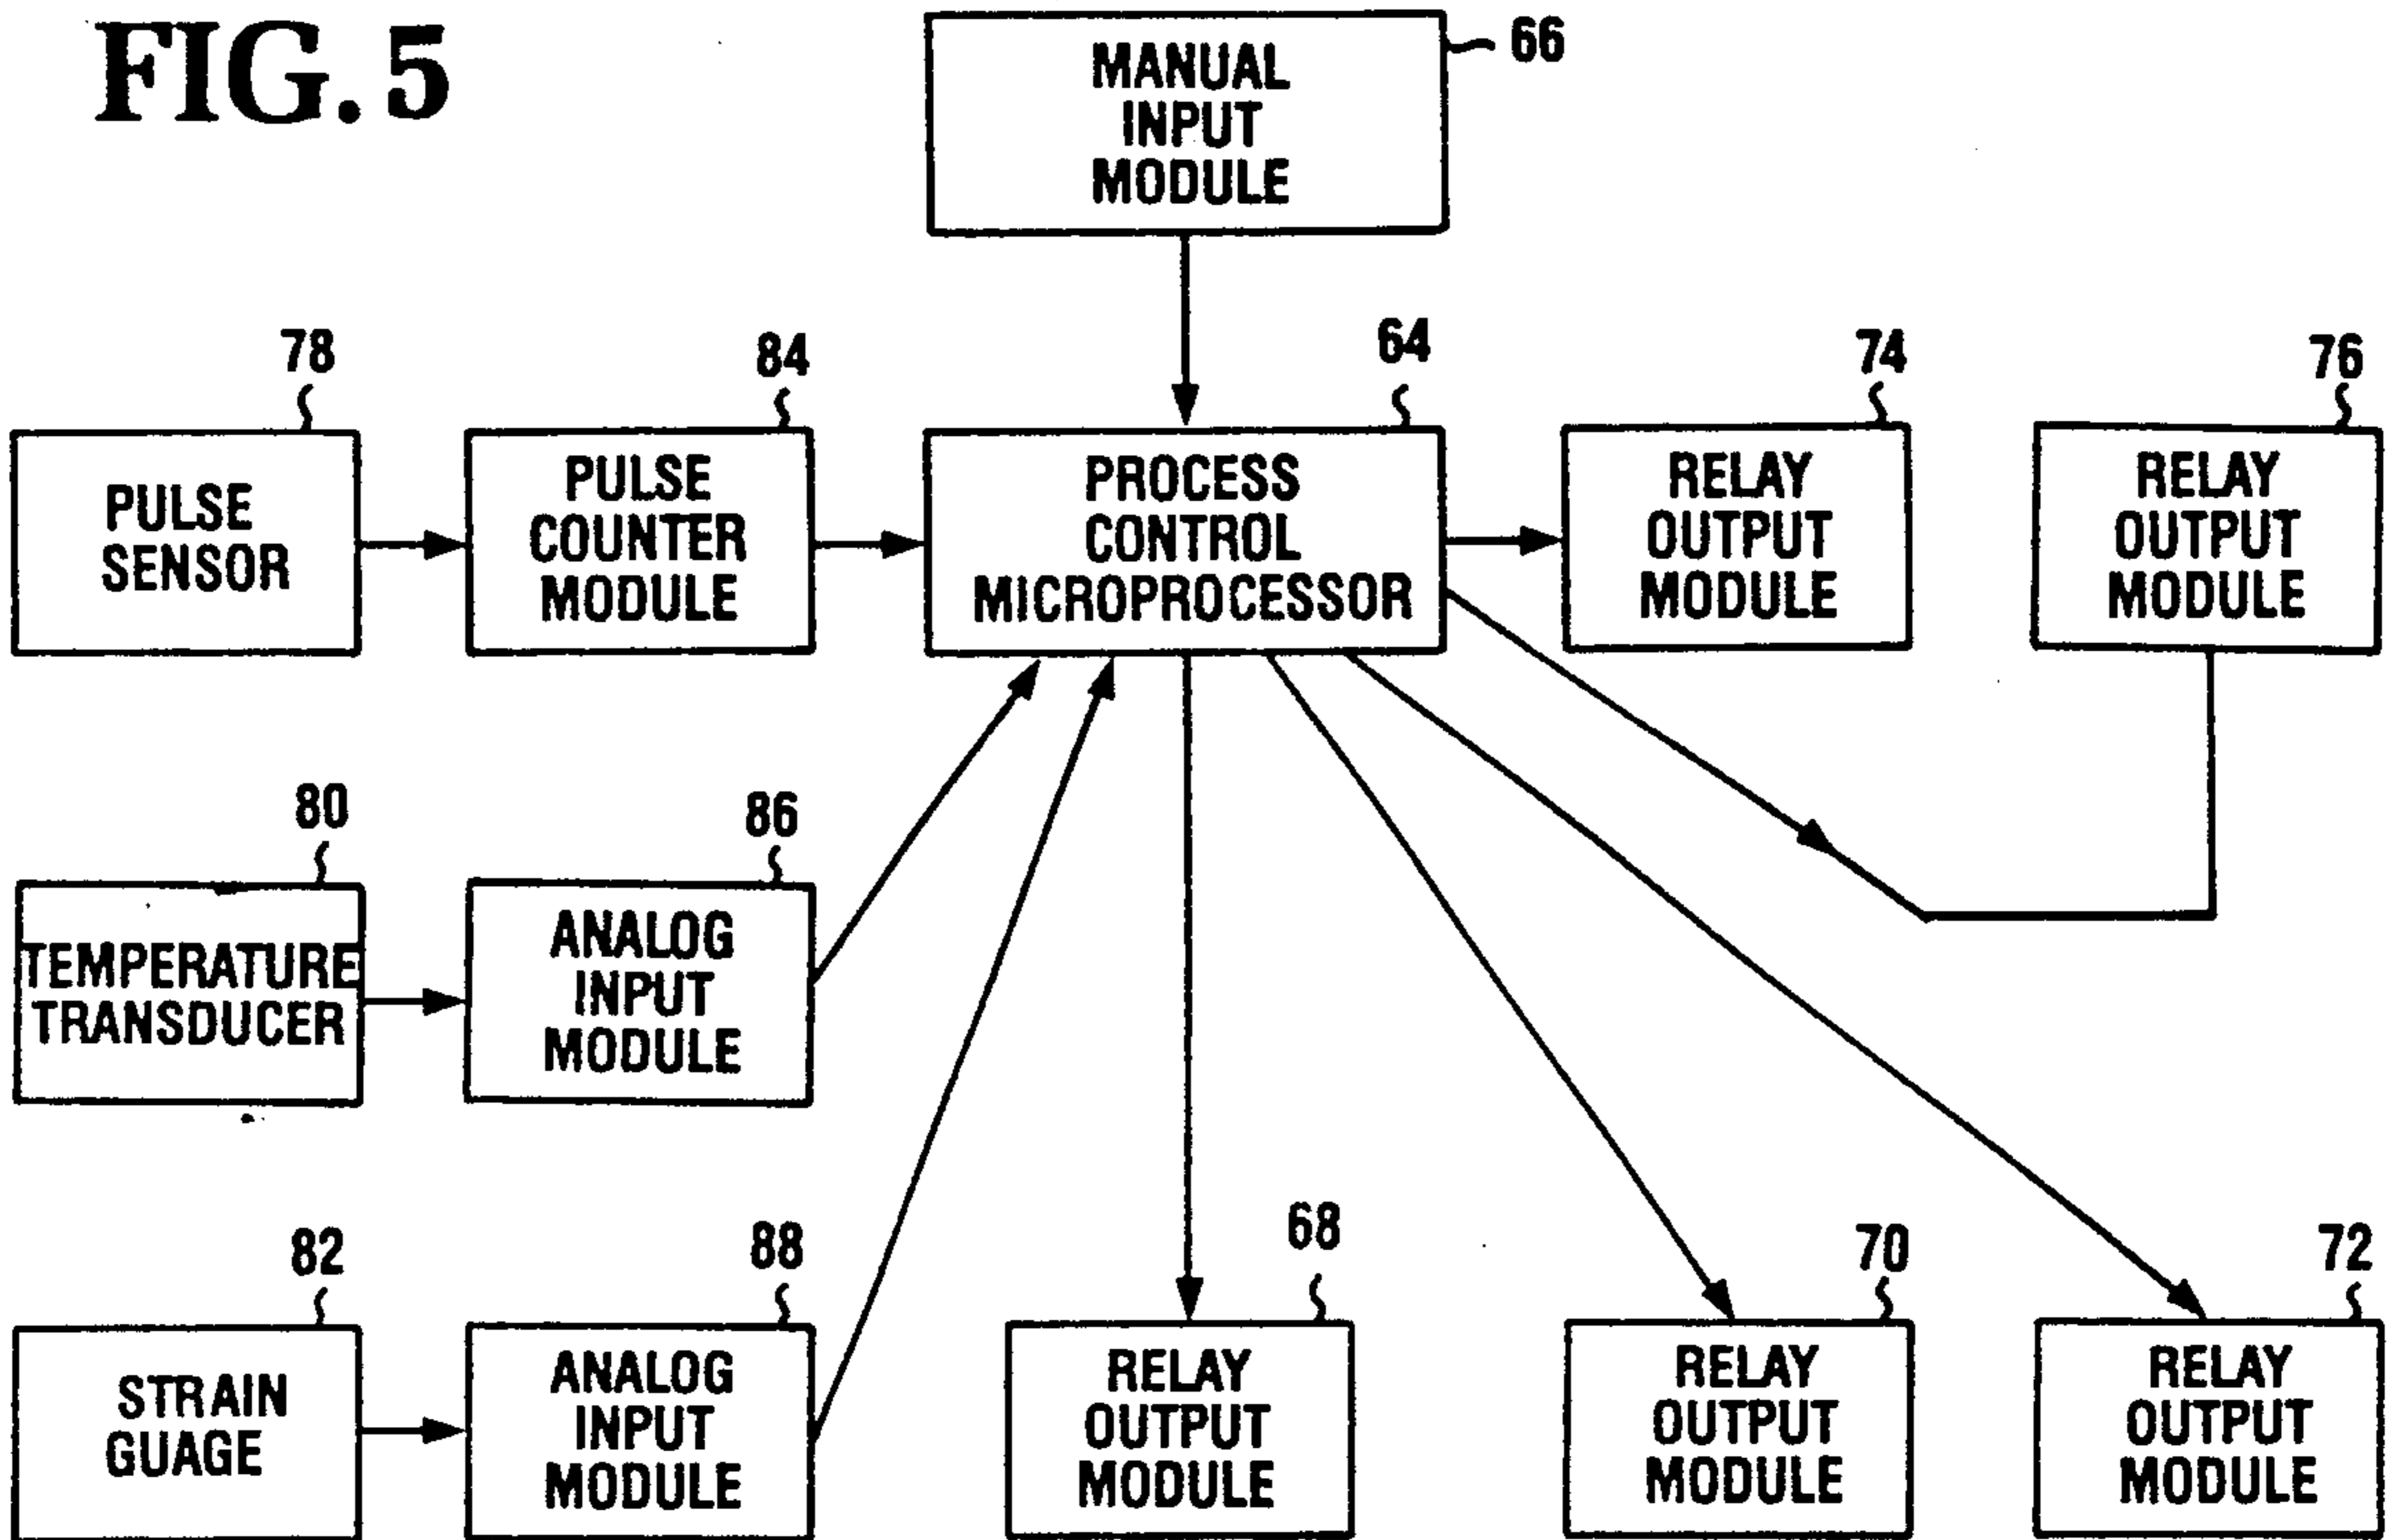 FIG. 5
MANUAL
INPUT
MODULE
66
78
PULSE
SENSOR
84
PULSE
COUNTER
MODULE
64
PROCESS
CONTROL
MICROPROCESSOR
74
RELAY
OUTPUT
MODULE
76
RELAY
OUTPUT
MODULE
80
TEMPERATURE
TRANSDUCER
86
ANALOG
INPUT
MODULE
82
STRAIN
GUAGE
88
ANALOG
INPUT
MODULE
68
RELAY
OUTPUT
MODULE
70
RELAY
OUTPUT
MODULE
72
RELAY
OUTPUT
MODULE